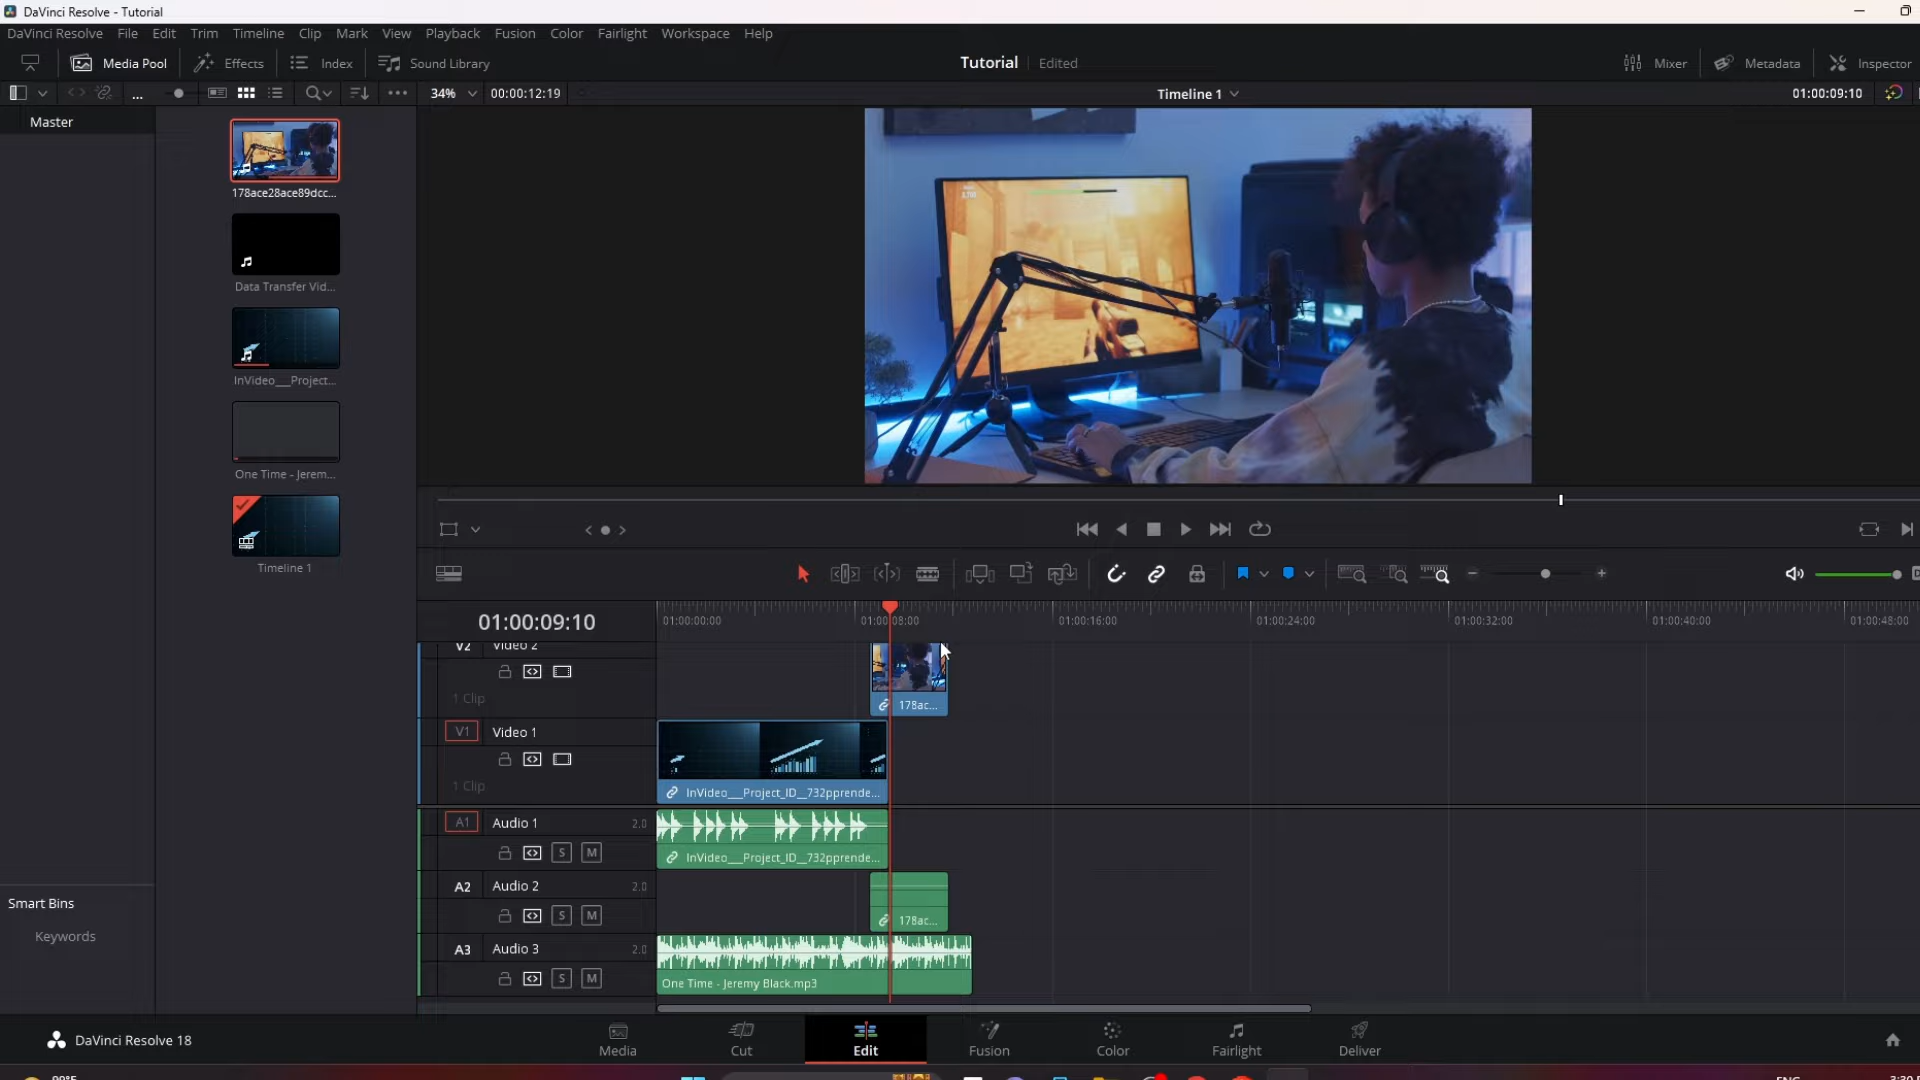 DaVinci Resolve - Tutorial
DaVinci Resolve File Edit Trim Timeline Clip Mark View Playback Fusion Color Fairlight Workspace Help
Media Pool Effects Index Sound Library Tutorial Edited Mixer Metadata Inspector
... 34% 00:00:12:19 Timeline 1 01:00:09:10
Master
178ace28ace89dcc...
Data Transfer Vid...
InVideo___Project...
One Time - Jerem...
Timeline 1
01:00:09:10
01:00:00:00 01:00:08:00 01:00:16:00 01:00:24:00 01:00:32:00 01:00:40:00 01:00:48:00
V2 Video 2
1 Clip
178ac...
V1 Video 1
1 Clip
InVideo___Project_ID__732pprende...
A1 Audio 1 2.0
S M
InVideo___Project_ID__732pprende...
A2 Audio 2 2.0
S M
178ac...
A3 Audio 3 2.0
S M
One Time - Jeremy Black.mp3
Smart Bins
Keywords
DaVinci Resolve 18
Media Cut Edit Fusion Color Fairlight Deliver